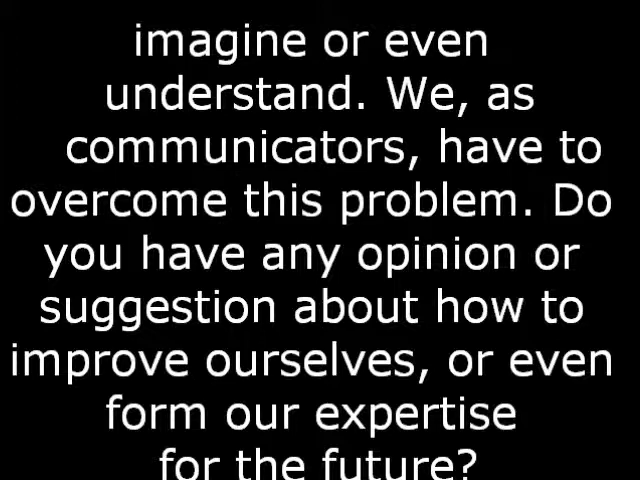 imagine or even
understand. We, as
communicators, have to
overcome this problem. Do
you have any opinion or
suggestion about how to
improve ourselves, or even
form our expertise
for the future?